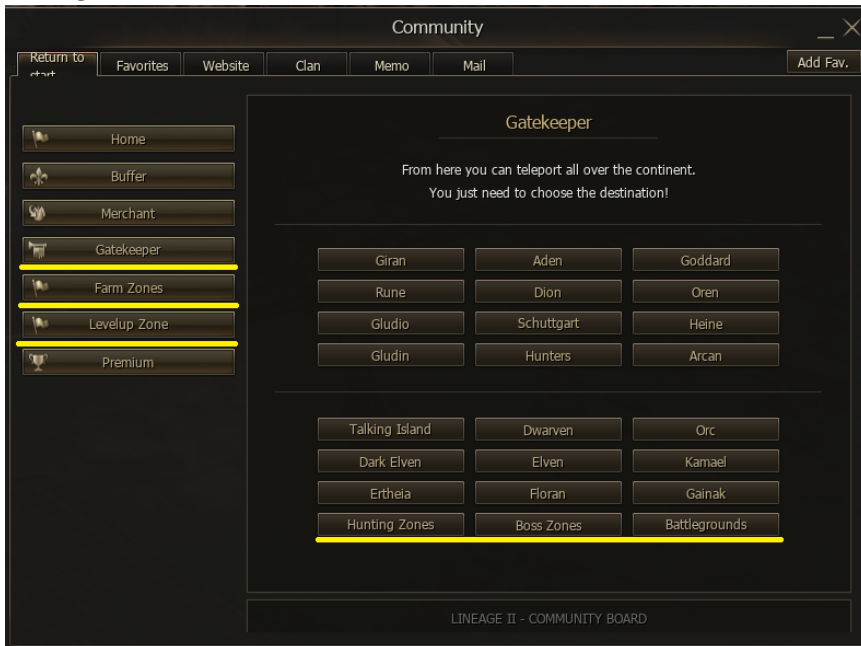 Community
Return to start
Favorites
Website
Clan
Memo
Mail
Add Fav.
Home
Buffer
Merchant
Gatekeeper
Farm Zones
Levelup Zone
Premium
Gatekeeper
From here you can teleport all over the continent.
You just need to choose the destination!
Giran Aden Goddard
Rune Dion Oren
Gludio Schuttgart Heine
Gludin Hunters Arcan
Talking Island Dwarven Orc
Dark Elven Elven Kamael
Ertheia Floran Gainak
Hunting Zones Boss Zones Battlegrounds
LINEAGE II - COMMUNITY BOARD